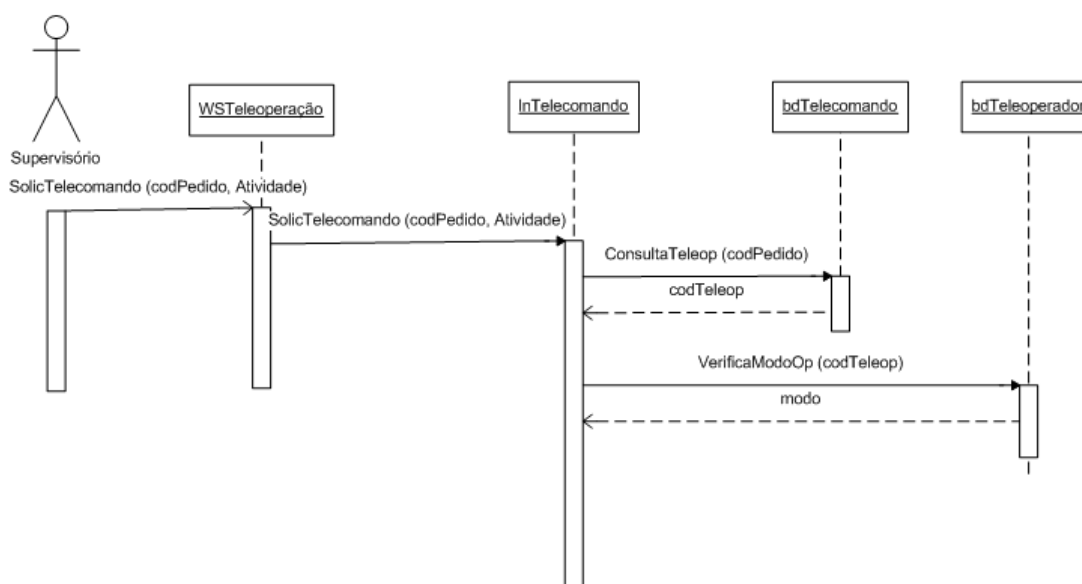 WSTeleoperação
lnTelecomando
bdTelecomando
bdTeleoperador
Supervisório
SolicTelecomando (codPedido, Atividade)
SolicTelecomando (codPedido, Atividade)
ConsultaTeleop (codPedido)
codTeleop
VerificaModoOp (codTeleop)
modo